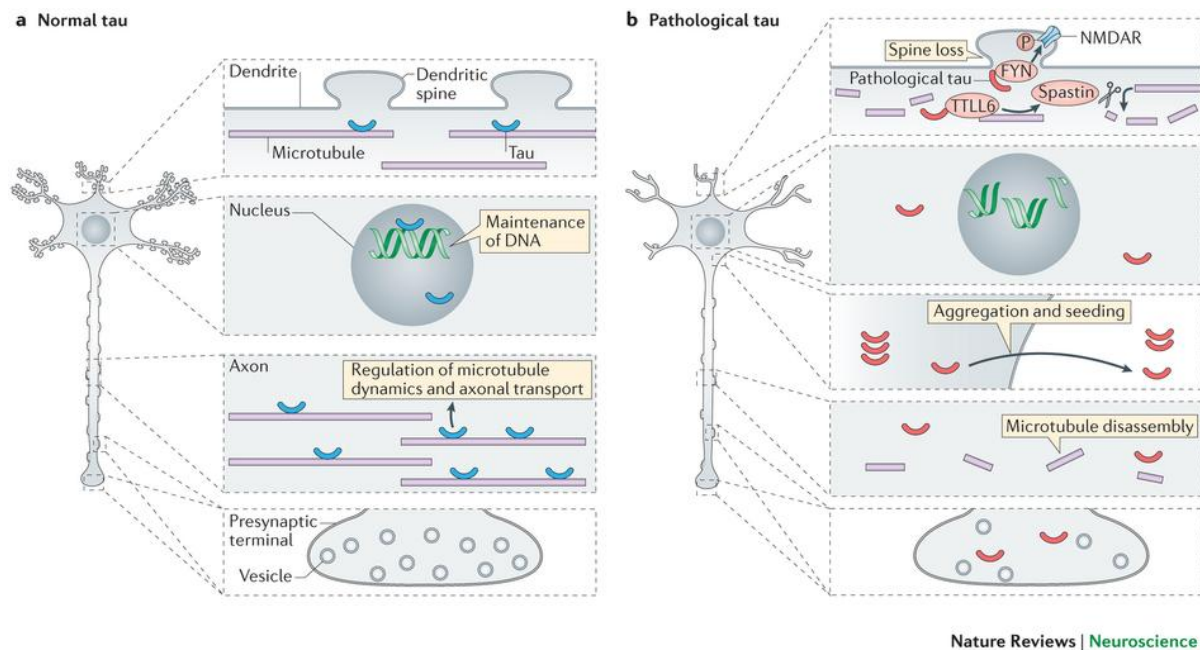 a Normal tau
Dendrite
Dendritic
spine
Microtubule
Tau
Nucleus
Maintenance
of DNA
Axon
Regulation of microtubule
dynamics and axonal transport
Presynaptic
terminal
Vesicle
b Pathological tau
P
NMDAR
Spine loss
FYN
Pathological tau
Spastin
TTLL6
Aggregation and seeding
Microtubule disassembly
Nature Reviews | Neuroscience